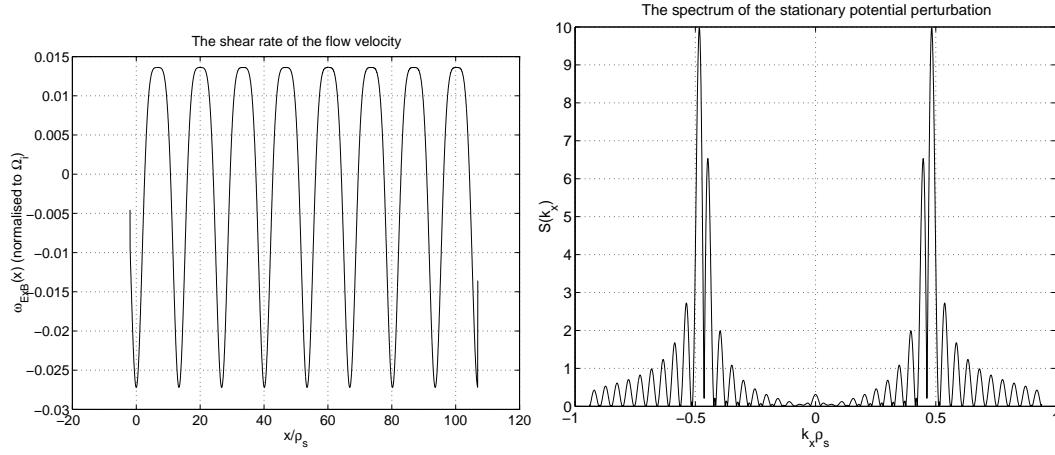 The shear rate of the flow velocity
0.015
0.01
0.005
0
−0.005
−0.01
−0.015
−0.02
−0.025
−0.03
ω_ExB(x) (normalised to Ω_i)
−20 0 20 40 60 80 100 120
x/ρ_s
The spectrum of the stationary potential perturbation
10
9
8
7
6
5
4
3
2
1
0
S(k_x)
−1 −0.5 0 0.5 1
k_xρ_s